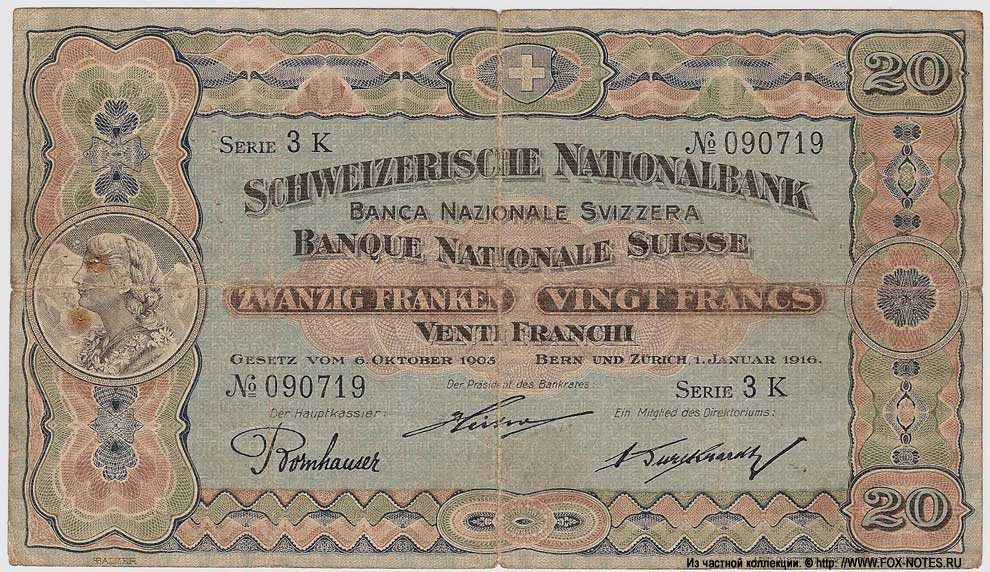 20
SERIE 3 K No 090719
SCHWEIZERISCHE NATIONALBANK
BANCA NAZIONALE SVIZZERA
BANQUE NATIONALE SUISSE
ZWANZIG FRANKEN VINGT FRANCS
VENTI FRANCHI
GESETZ VOM 6. OKTOBER 1905 BERN UND ZÜRICH, 1. JANUAR 1916.
No 090719 Der Präsident des Bankrates: SERIE 3 K
Der Hauptkassier: Ein Mitglied des Direktoriums:
Bornhauser Burckhardt
20
BALZER
Из частной коллекции. © http: //WWW.FOX-NOTES.RU